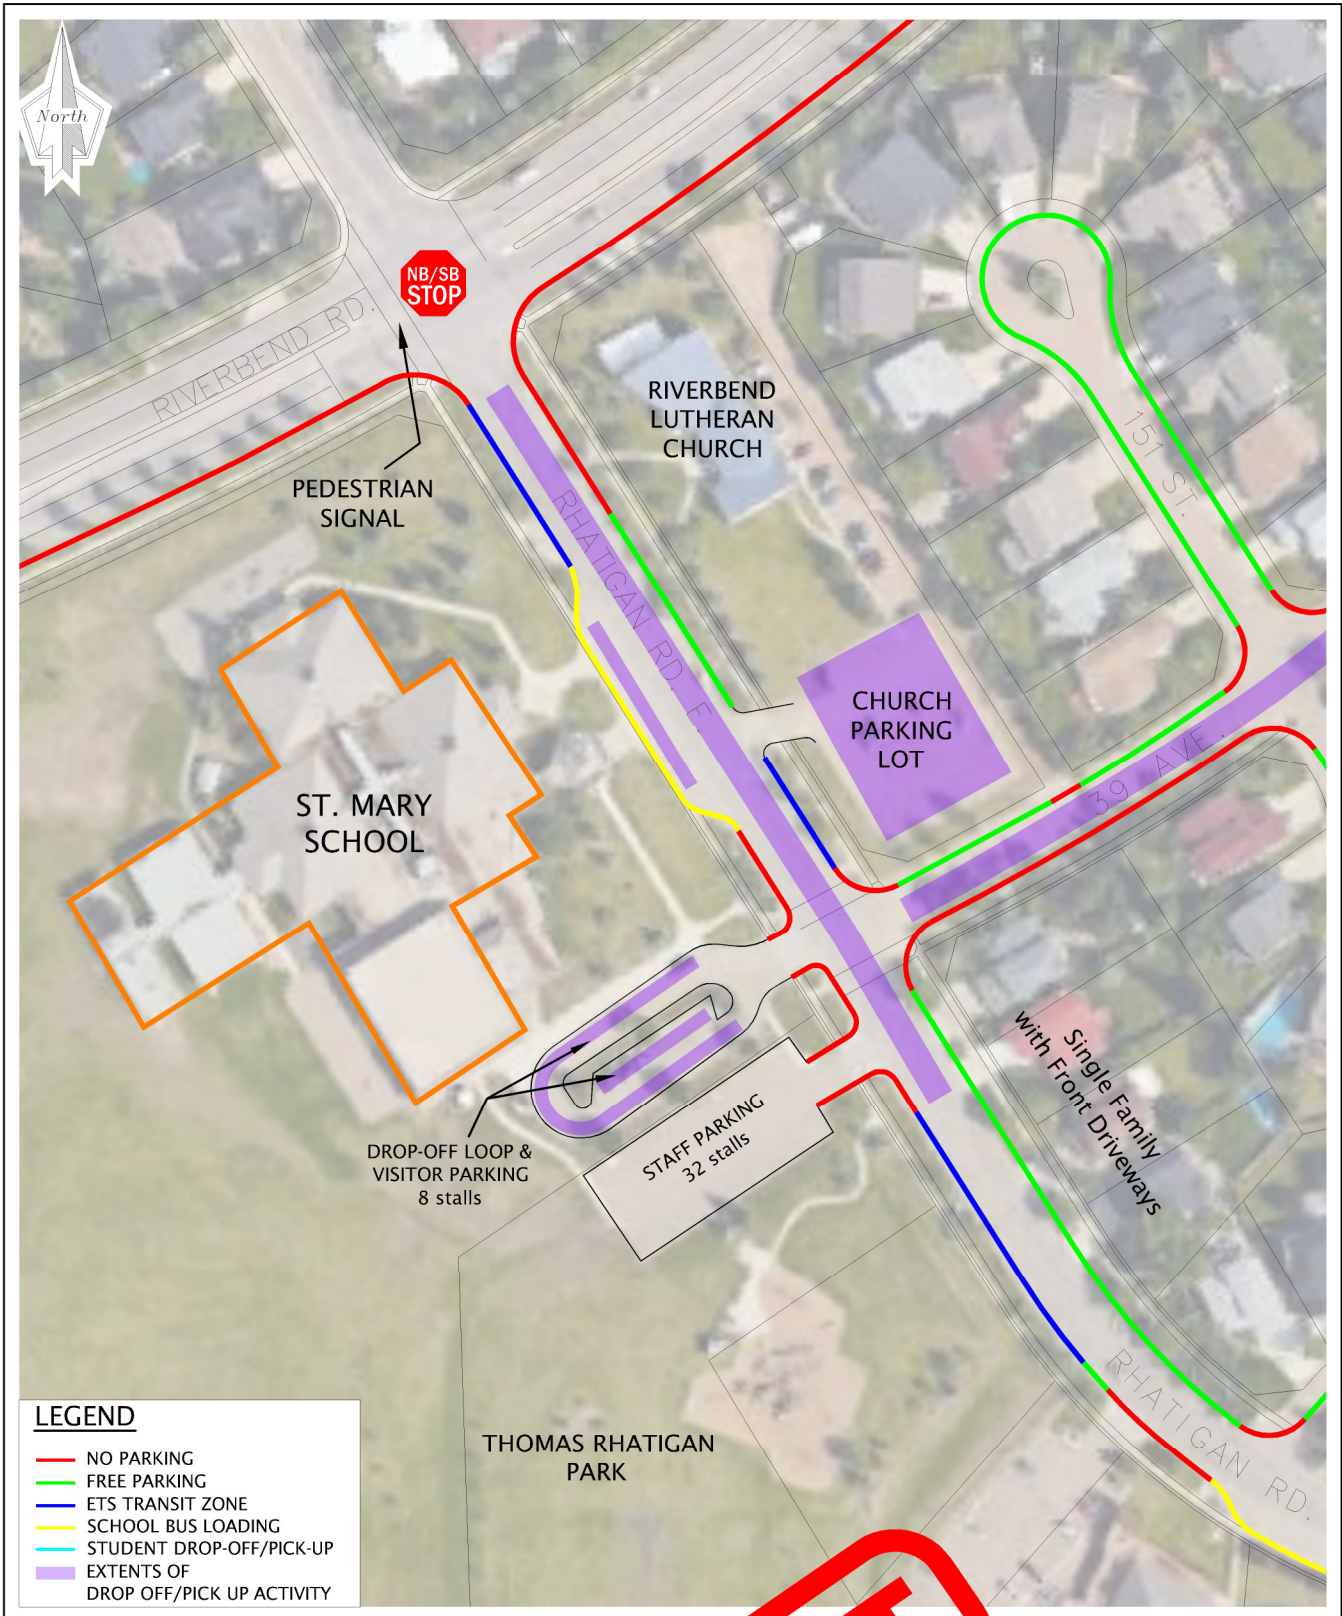 North
NB/SB
STOP
RIVERBEND RD.
RIVERBEND
LUTHERAN
CHURCH
151 ST.
PEDESTRIAN
SIGNAL
RHATIGAN RD. E.
CHURCH
PARKING
LOT
39 AVE.
ST. MARY
SCHOOL
Single Family
with Front Driveways
STAFF PARKING
32 stalls
DROP-OFF LOOP &
VISITOR PARKING
8 stalls
RHATIGAN RD.
THOMAS RHATIGAN
PARK
LEGEND
NO PARKING
FREE PARKING
ETS TRANSIT ZONE
SCHOOL BUS LOADING
STUDENT DROP-OFF/PICK-UP
EXTENTS OF
DROP OFF/PICK UP ACTIVITY